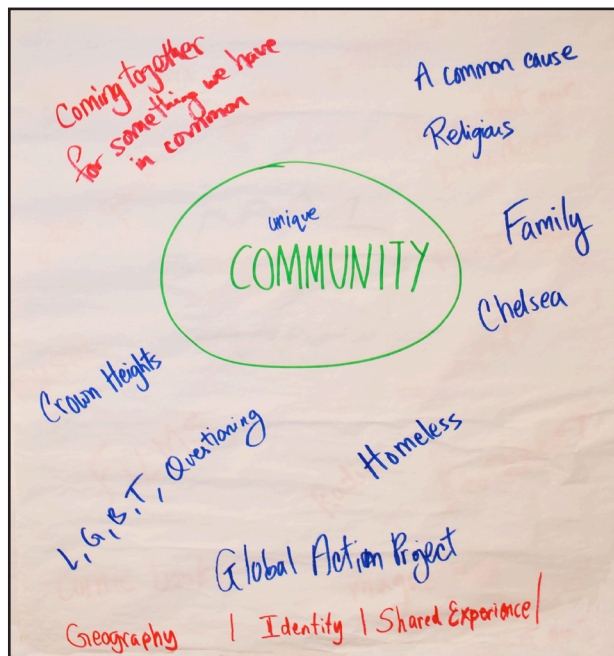 Coming together
for something we have
in common
A common cause
Religious
unique
COMMUNITY
Family
Chelsea
Crown Heights
L, G, B, T, Questioning
Homeless
Global Action Project
Geography | Identity | Shared Experience |